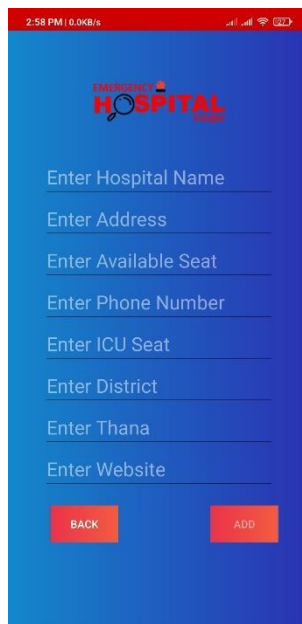 2:58 PM | 0.0KB/s
EMERGENCY
HOSPITAL
Enter Hospital Name
Enter Address
Enter Available Seat
Enter Phone Number
Enter ICU Seat
Enter District
Enter Thana
Enter Website
BACK
ADD